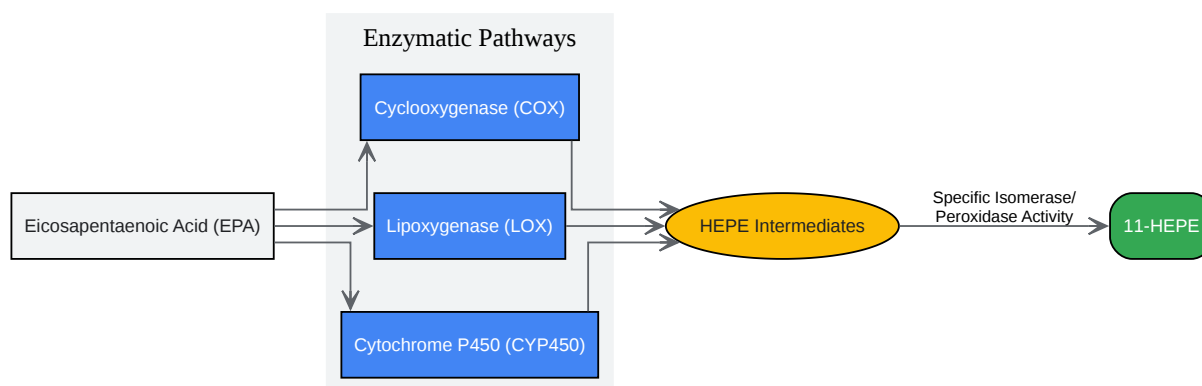 Enzymatic Pathways
Cyclooxygenase (COX)
Eicosapentaenoic Acid (EPA)
Lipoxygenase (LOX)
Cytochrome P450 (CYP450)
HEPE Intermediates
Specific Isomerase/
Peroxidase Activity
11-HEPE